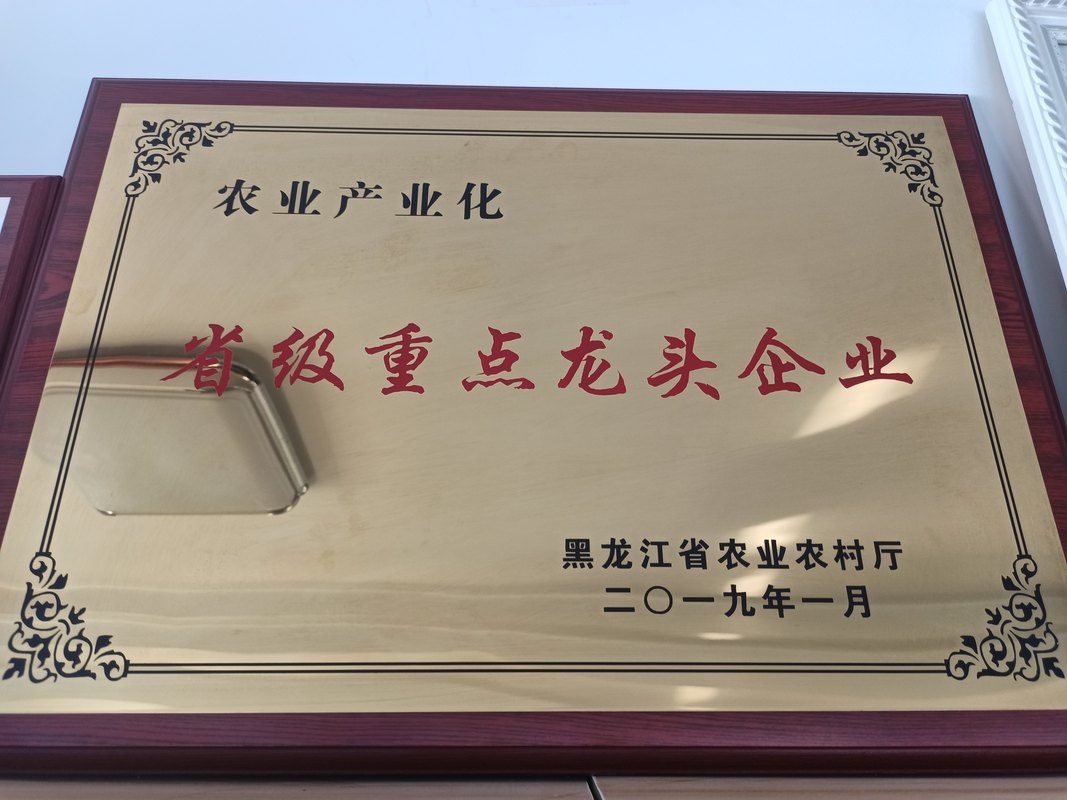 农业产业化
省级重点龙头企业
黑龙江省农业农村厅
二〇一九年一月